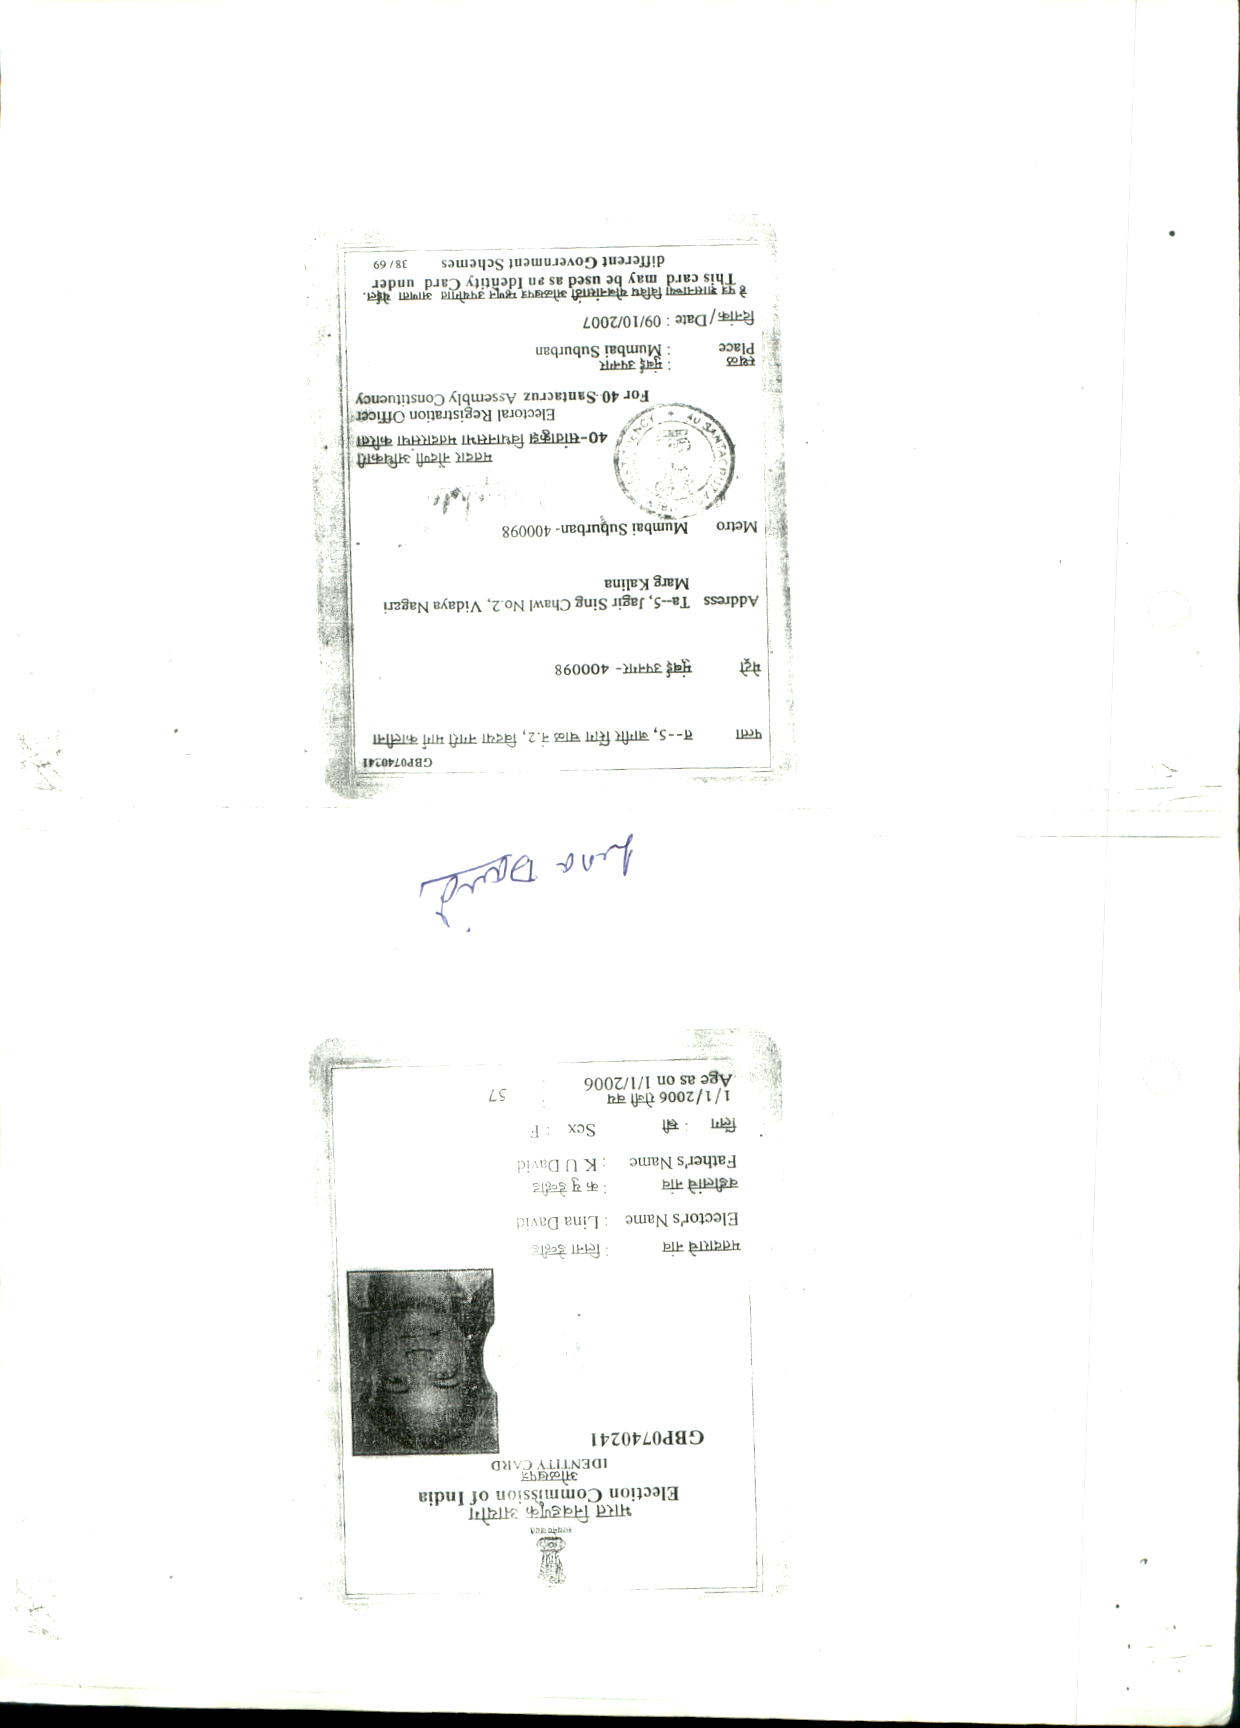 भारत निवडणूक आयोग
Election Commission of India
ओळखपत्र
IDENTITY CARD
GBP0740241
मतदाराचे नांव : लिना डेव्हीड
Elector's Name : Lina David
वडीलांचे नांव : क यु डेव्हीड
Father's Name : K U David
लिंग : स्त्री Sex : F
1/1/2006 रोजी वय
Age as on 1/1/2006 : 57
Lina David
GBP0740241
पत्ता त--5, जागीर सिंग चाळ नं.2, विदया नगरी मार्ग कालीना
मेट्रो मुंबई उपनगर- 400098
Address Ta--5, Jagir Sing Chawl No.2, Vidaya Nagari
Marg Kalina
Metro Mumbai Suburban- 400098
मतदार नोंदणी अधिकारी
40-सांताक्रुझ विधानसभा मतदारसंघा करिता
Electoral Registration Officer
For 40-Santacruz Assembly Constituency
स्थळ : मुंबई उपनगर
Place : Mumbai Suburban
दिनांक/Date : 09/10/2007
हे पत्र शासनाच्या विविध योजनांसाठी ओळखपत्र म्हणून उपयोगात आणता येईल.
This card may be used as an Identity Card under
different Government Schemes 38/69